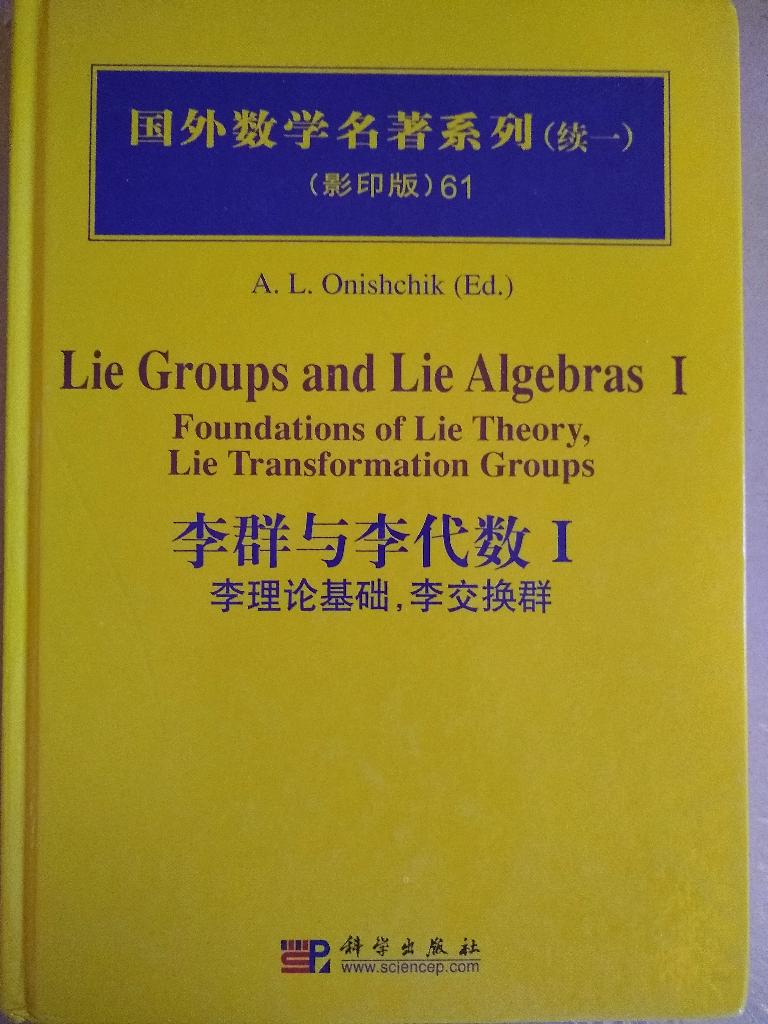 国外数学名著系列(续一)
(影印版)61
A. L. Onishchik (Ed.)
Lie Groups and Lie Algebras I
Foundations of Lie Theory,
Lie Transformation Groups
李群与李代数 I
李理论基础,李交换群
科学出版社
www.sciencep.com